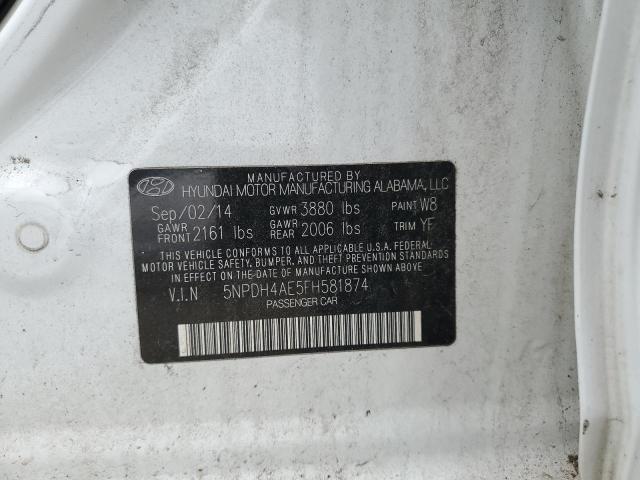 MANUFACTURED BY
HYUNDAI MOTOR MANUFACTURING ALABAMA, LLC
Sep/02/14 GVWR 3880 lbs PAINT W8
GAWR FRONT 2161 lbs GAWR REAR 2006 lbs TRIM YF
THIS VEHICLE CONFORMS TO ALL APPLICABLE U.S.A. FEDERAL
MOTOR VEHICLE SAFETY, BUMPER, AND THEFT PREVENTION
STANDARDS IN EFFECT ON THE DATE OF MANUFACTURE SHOWN ABOVE.
V.I.N 5NPDH4AE5FH581874
PASSENGER CAR